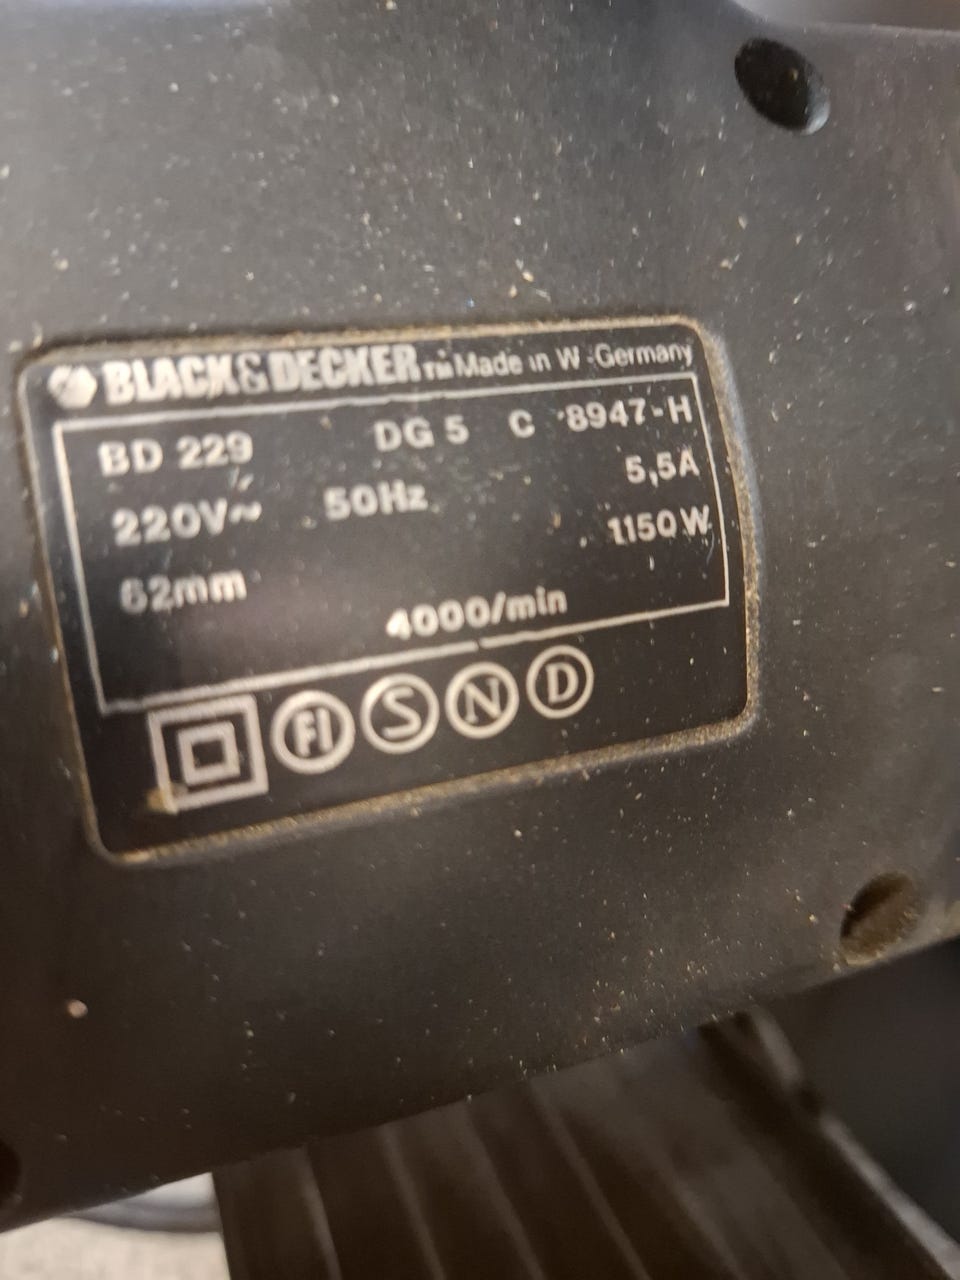 BLACK&DECKER TM Made in W-Germany
BD 229 DG 5 C 8947-H
220V~ 50Hz 5,5A
62mm 1150W
4000/min
FI S N D